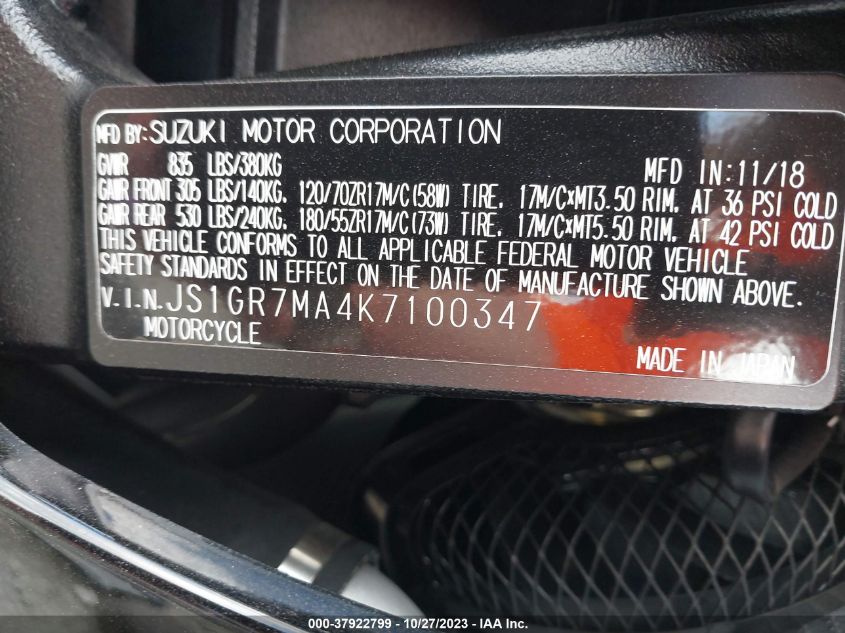 MFD BY:SUZUKI MOTOR CORPORATION
GVWR 835 LBS/380KG MFD IN:11/18
GAWR FRONT 305 LBS/140KG. 120/70ZR17M/C(58W) TIRE. 17M/C×MT3.50 RIM. AT 36 PSI COLD
GAWR REAR 530 LBS/240KG. 180/55ZR17M/C(73W) TIRE. 17M/C×MT5.50 RIM. AT 42 PSI COLD
THIS VEHICLE CONFORMS TO ALL APPLICABLE FEDERAL MOTOR VEHICLE
SAFETY STANDARDS IN EFFECT ON THE DATE OF MANUFACTURE SHOWN ABOVE.
V.I.N.JS1GR7MA4K7100347
MOTORCYCLE MADE IN JAPAN
000-37922799 - 10/27/2023 - IAA Inc.